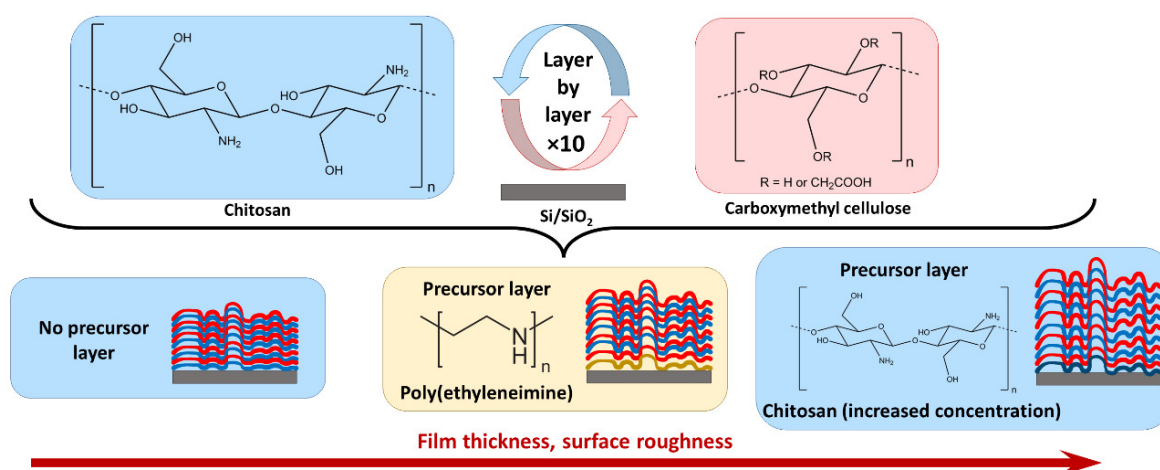 OH
O
HO
O
NH2
O
HO
NH2
O
OH
n
Chitosan
Layer
by
layer
×10
Si/SiO2
OR
RO
O
O
OR
n
R = H or CH2COOH
Carboxymethyl cellulose
No precursor
layer
Precursor layer
N
H
n
Poly(ethyleneimine)
Precursor layer
OH
O
HO
O
NH2
O
HO
NH2
O
OH
n
Chitosan (increased concentration)
Film thickness, surface roughness